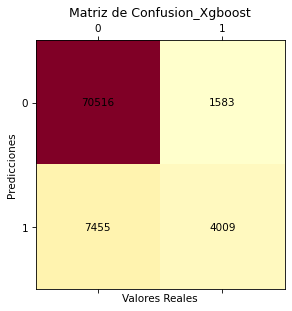 Matriz de Confusion_Xgboost
0 1
0 70516 1583
Predicciones
1 7455 4009
Valores Reales